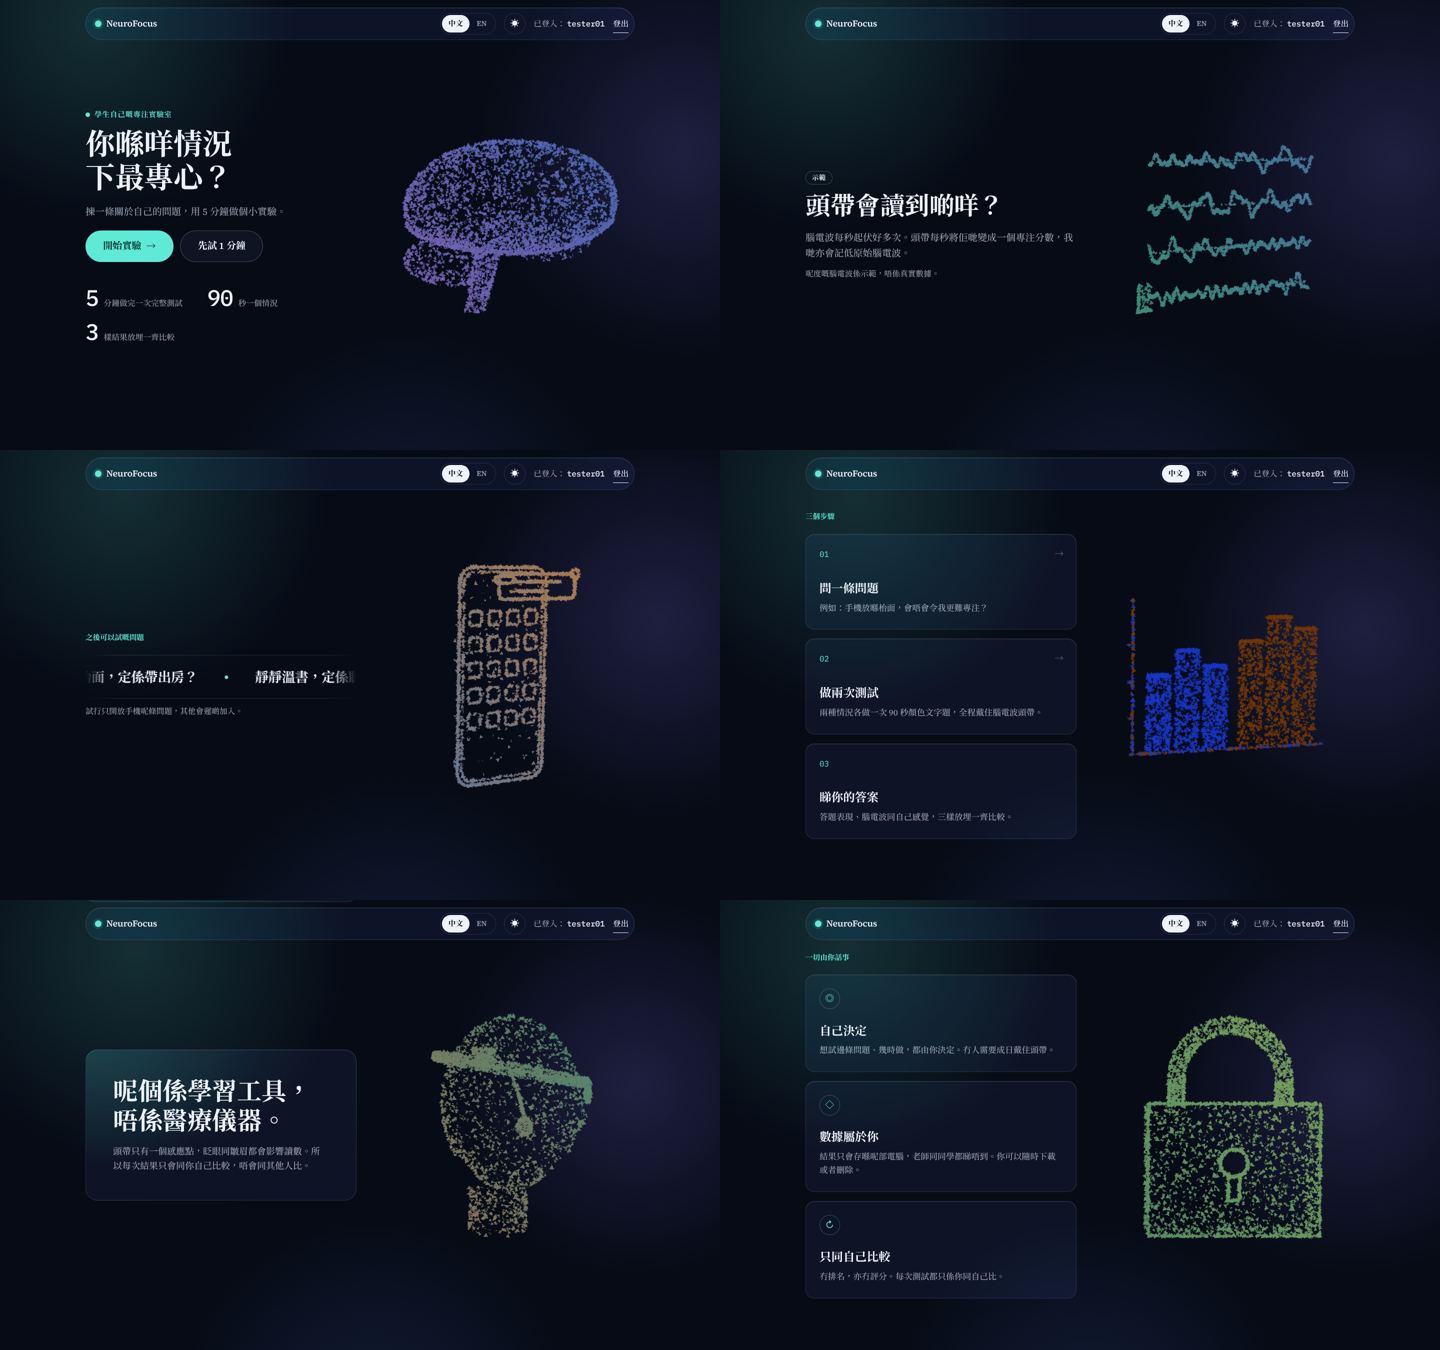 NeuroFocus 中文 EN 已登入：tester01 登出
學生自己嘅專注實驗室
你喺咩情況
下最專心？
揀一條關於自己的問題，用 5 分鐘做個小實驗。
開始實驗 → 先試 1 分鐘
5 分鐘做完一次完整測試 90 秒一個情況
3 樣結果放埋一齊比較
NeuroFocus 中文 EN 已登入：tester01 登出
示範
頭帶會讀到啲咩？
腦電波每秒起伏好多次。頭帶每秒將佢哋變成一個專注分數，我
哋亦會記低原始腦電波。
呢度嘅腦電波係示範，唔係真實數據。
NeuroFocus 中文 EN 已登入：tester01 登出
之後可以試嘅問題
面，定係帶出房？ • 靜靜溫書，定係
試行只開放手機呢條問題，其他會遲啲加入。
NeuroFocus 中文 EN 已登入：tester01 登出
三個步驟
01 →
問一條問題
例如：手機放喺枱面，會唔會令我更難專注？
02 →
做兩次測試
兩種情況各做一次 90 秒顏色文字題，全程戴住腦電波頭帶。
03
睇你的答案
答題表現、腦電波同自己感覺，三樣放埋一齊比較。
NeuroFocus 中文 EN 已登入：tester01 登出
呢個係學習工具，
唔係醫療儀器。
頭帶只有一個感應點，眨眼同皺眉都會影響讀數。所
以每次結果只會同你自己比較，唔會同其他人比。
NeuroFocus 中文 EN 已登入：tester01 登出
一切由你話事
自己決定
想試邊條問題、幾時做，都由你決定。冇人需要成日戴住頭帶。
數據屬於你
結果只會存喺呢部電腦，老師同同學都睇唔到。你可以隨時下載
或者刪除。
只同自己比較
冇排名，亦冇評分。每次測試都只係你同自己比。